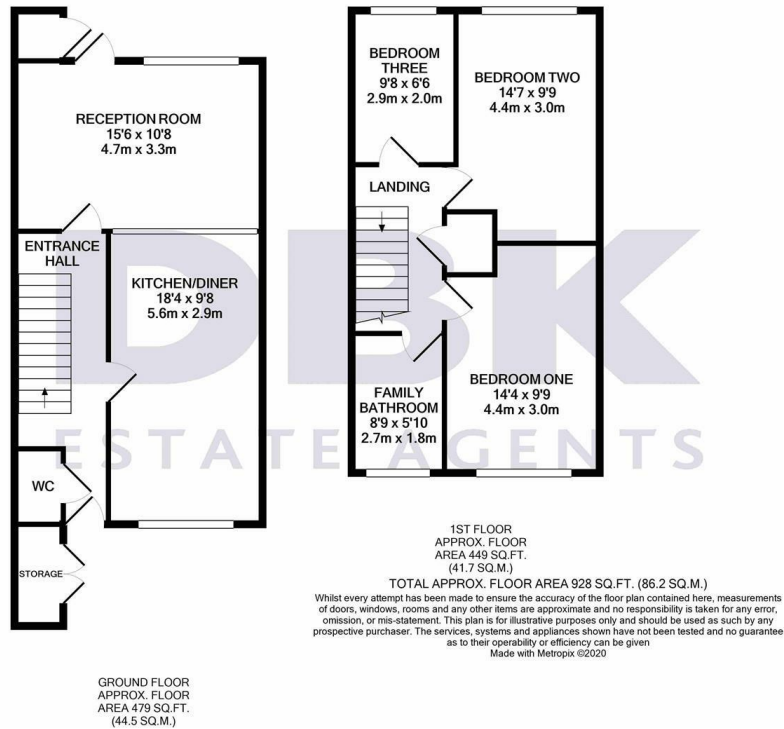 RECEPTION ROOM
15'6 x 10'8
4.7m x 3.3m
ENTRANCE
HALL
KITCHEN/DINER
18'4 x 9'8
5.6m x 2.9m
WC
STORAGE
GROUND FLOOR
APPROX. FLOOR
AREA 479 SQ.FT.
(44.5 SQ.M.)
BEDROOM
THREE
9'8 x 6'6
2.9m x 2.0m
BEDROOM TWO
14'7 x 9'9
4.4m x 3.0m
LANDING
BEDROOM ONE
14'4 x 9'9
4.4m x 3.0m
FAMILY
BATHROOM
8'9 x 5'10
2.7m x 1.8m
DBK
ESTATE AGENTS
1ST FLOOR
APPROX. FLOOR
AREA 449 SQ.FT.
(41.7 SQ.M.)
TOTAL APPROX. FLOOR AREA 928 SQ.FT. (86.2 SQ.M.)
Whilst every attempt has been made to ensure the accuracy of the floor plan contained here, measurements
of doors, windows, rooms and any other items are approximate and no responsibility is taken for any error,
omission, or mis-statement. This plan is for illustrative purposes only and should be used as such by any
prospective purchaser. The services, systems and appliances shown have not been tested and no guarantee
as to their operability or efficiency can be given
Made with Metropix ©2020